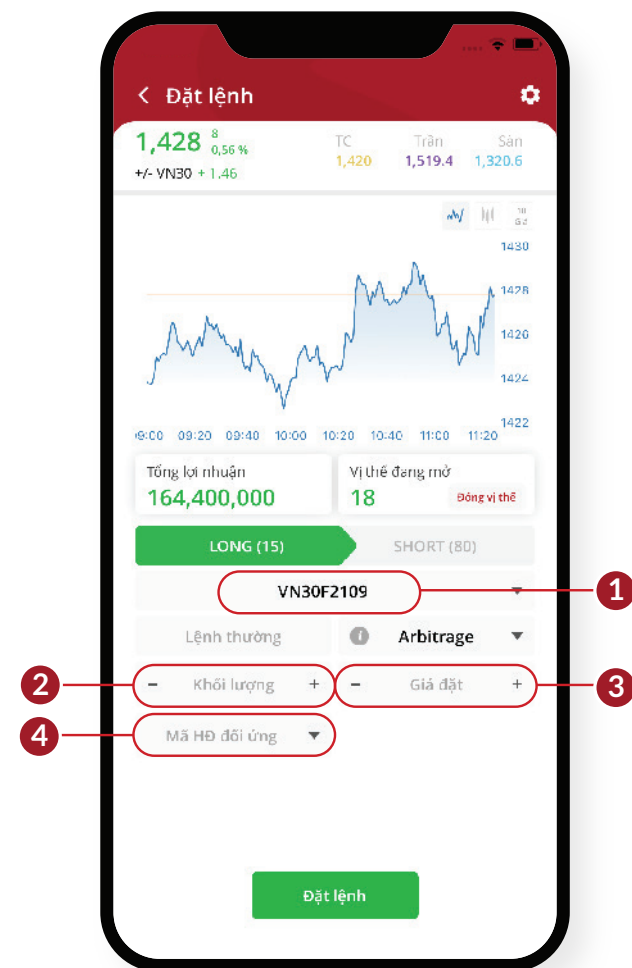 Đặt lệnh
1,428 8 0,56 % TC Trần Sàn
+/- VN30 + 1.46 1,420 1,519.4 1,320.6
10 Giá
1430
1428
1426
1424
1422
09:00 09:20 09:40 10:00 10:20 10:40 11:00 11:20
Tổng lợi nhuận Vị thế đang mở
164,400,000 18 Đóng vị thế
LONG (15) SHORT (80)
VN30F2109 1
Lệnh thường i Arbitrage
2 - Khối lượng + - Giá đặt + 3
4 Mã HĐ đối ứng
Đặt lệnh